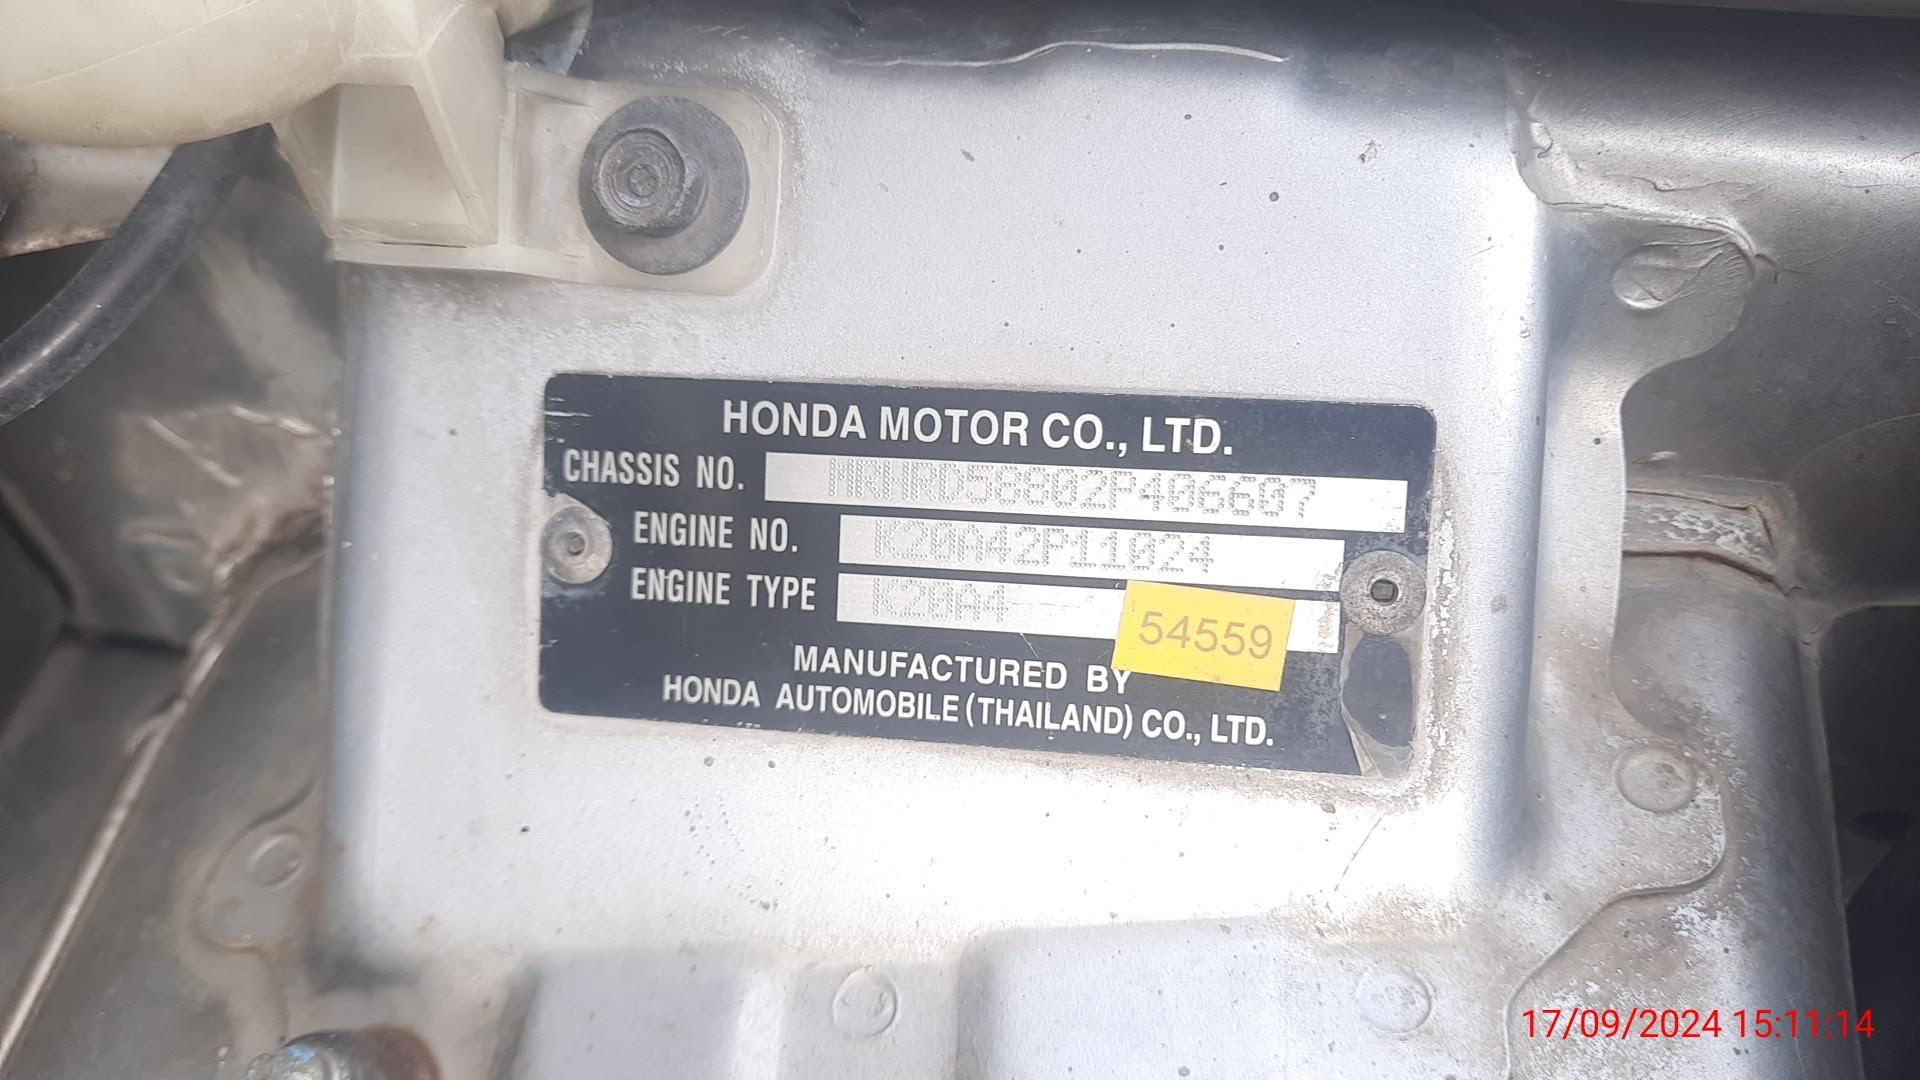 HONDA MOTOR CO., LTD.
CHASSIS NO. MRHRD58802P406607
ENGINE NO. K20A42P11024
ENGINE TYPE K20A4
54559
MANUFACTURED BY
HONDA AUTOMOBILE (THAILAND) CO., LTD.
17/09/2024 15:11:14